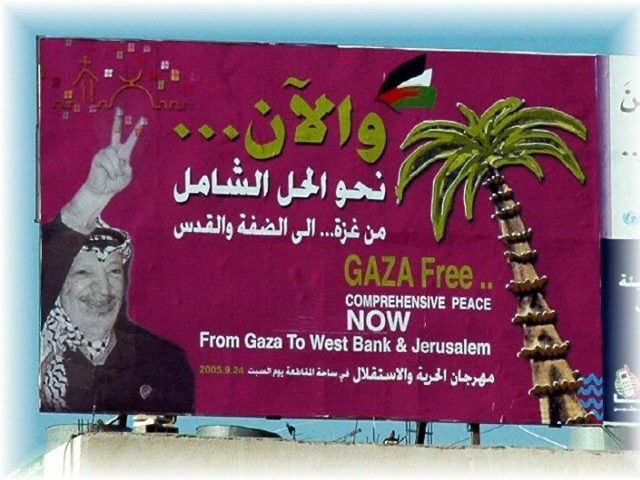 والآن...
نحو الحل الشامل
من غزة... الى الضفة والقدس
GAZA Free ..
COMPREHENSIVE PEACE
NOW
From Gaza To West Bank & Jerusalem
مهرجان الحرية والاستقلال في ساحة المقاطعة يوم السبت 2005.9.24